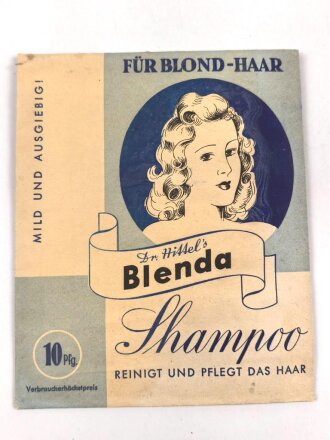 FÜR BLOND-HAAR
MILD UND AUSGIEBIG!
Dr. Hittel's
Blenda
Shampoo
REINIGT UND PFLEGT DAS HAAR
10 Pfg.
Verbraucherhöchstpreis